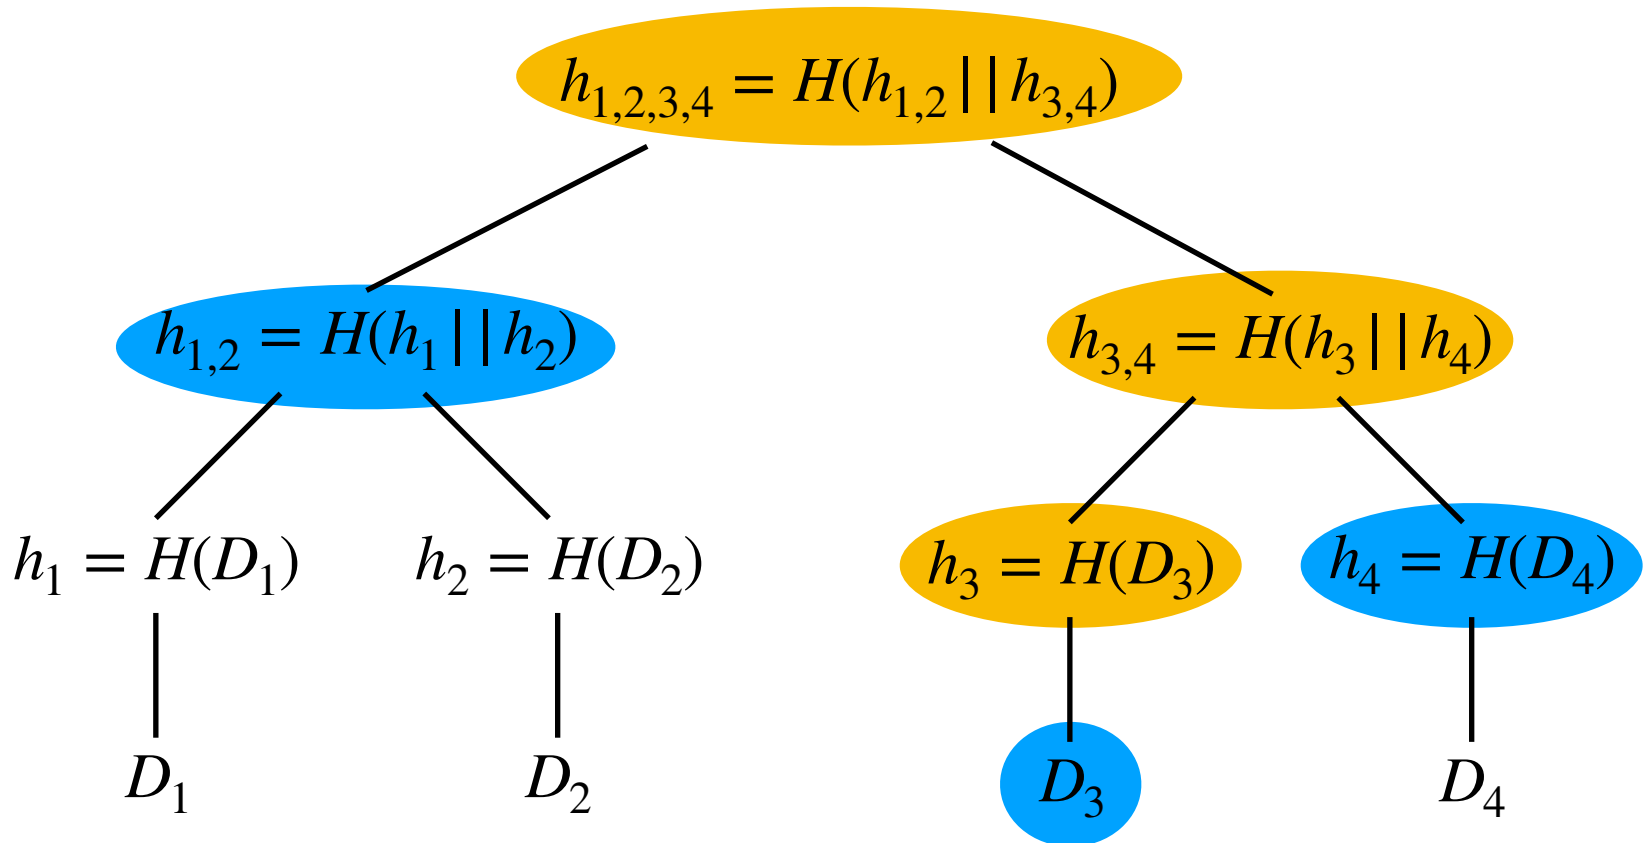 h1,2,3,4 = H(h1,2||h3,4)
h1,2 = H(h1||h2)
h3,4 = H(h3||h4)
h1 = H(D1)
h2 = H(D2)
h3 = H(D3)
h4 = H(D4)
D1
D2
D3
D4